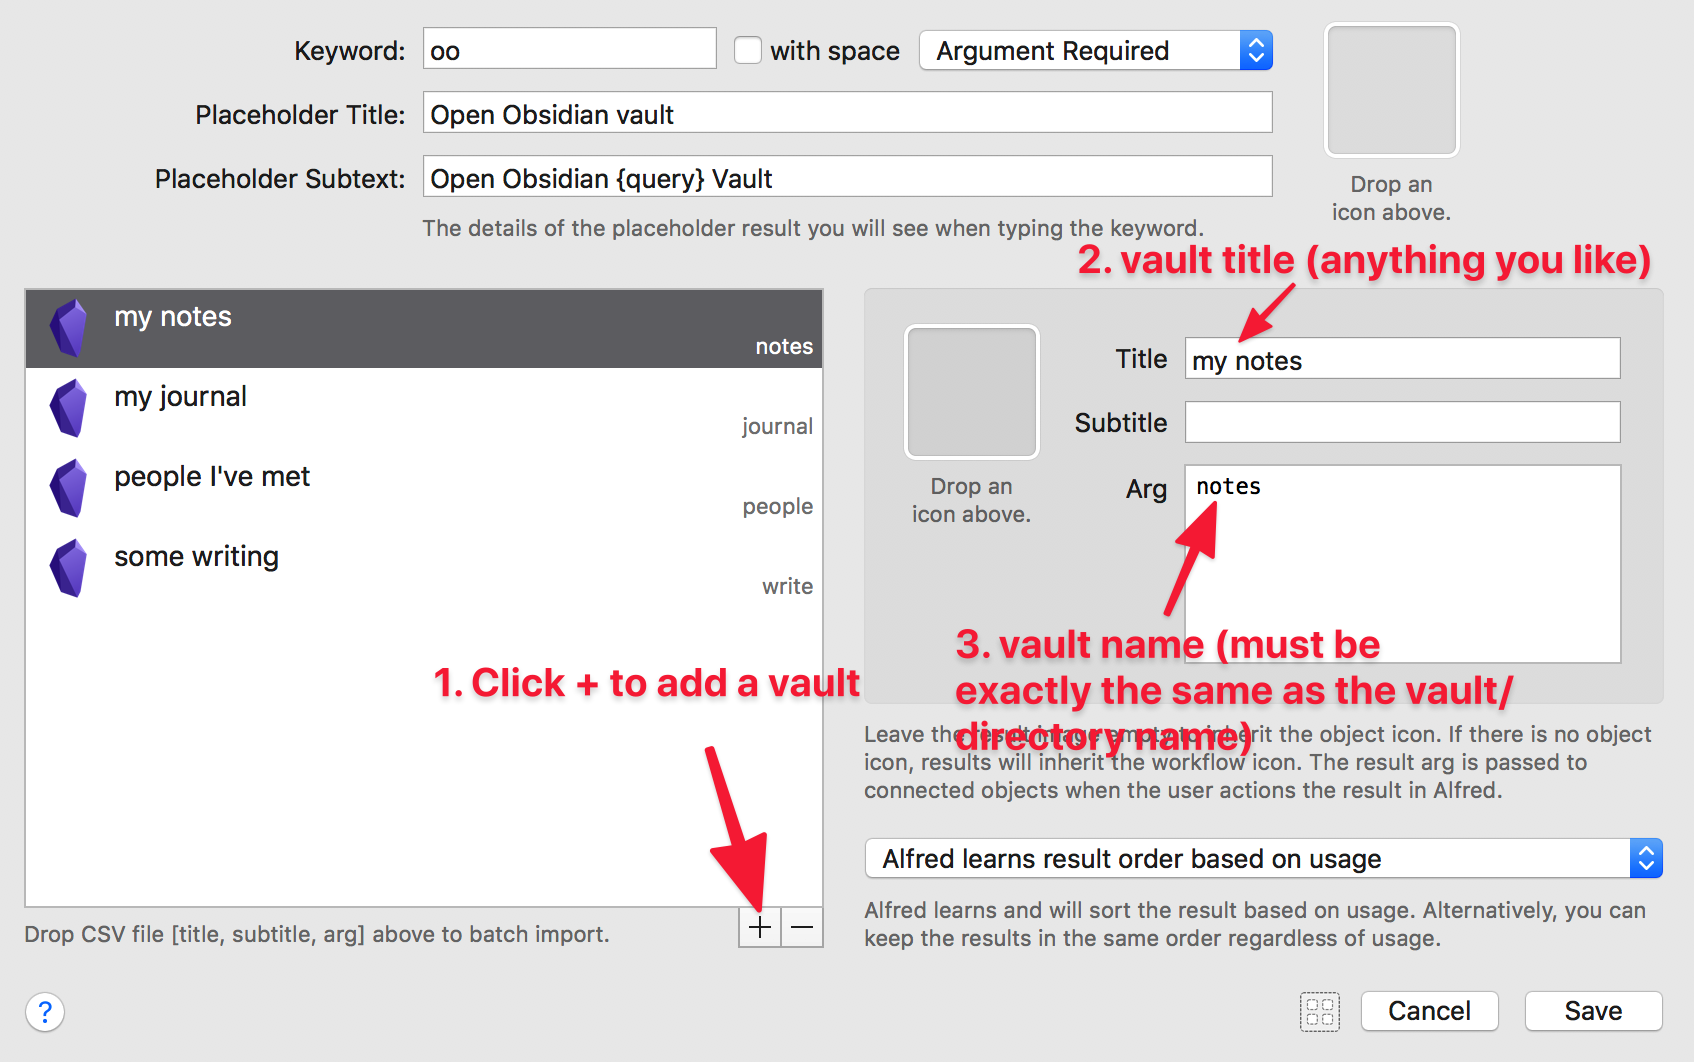 Keyword: oo with space Argument Required
Placeholder Title: Open Obsidian vault
Placeholder Subtext: Open Obsidian {query} Vault
The details of the placeholder result you will see when typing the keyword.
Drop an
icon above.
2. vault title (anything you like)
my notes
notes
my journal
journal
people I've met
people
some writing
write
1. Click + to add a vault
Drop CSV file [title, subtitle, arg] above to batch import.
Drop an
icon above.
Title my notes
Subtitle
Arg notes
3. vault name (must be
exactly the same as the vault/
directory name)
Leave the result image empty to inherit the object icon. If there is no object
icon, results will inherit the workflow icon. The result arg is passed to
connected objects when the user actions the result in Alfred.
Alfred learns result order based on usage
Alfred learns and will sort the result based on usage. Alternatively, you can
keep the results in the same order regardless of usage.
? Cancel Save